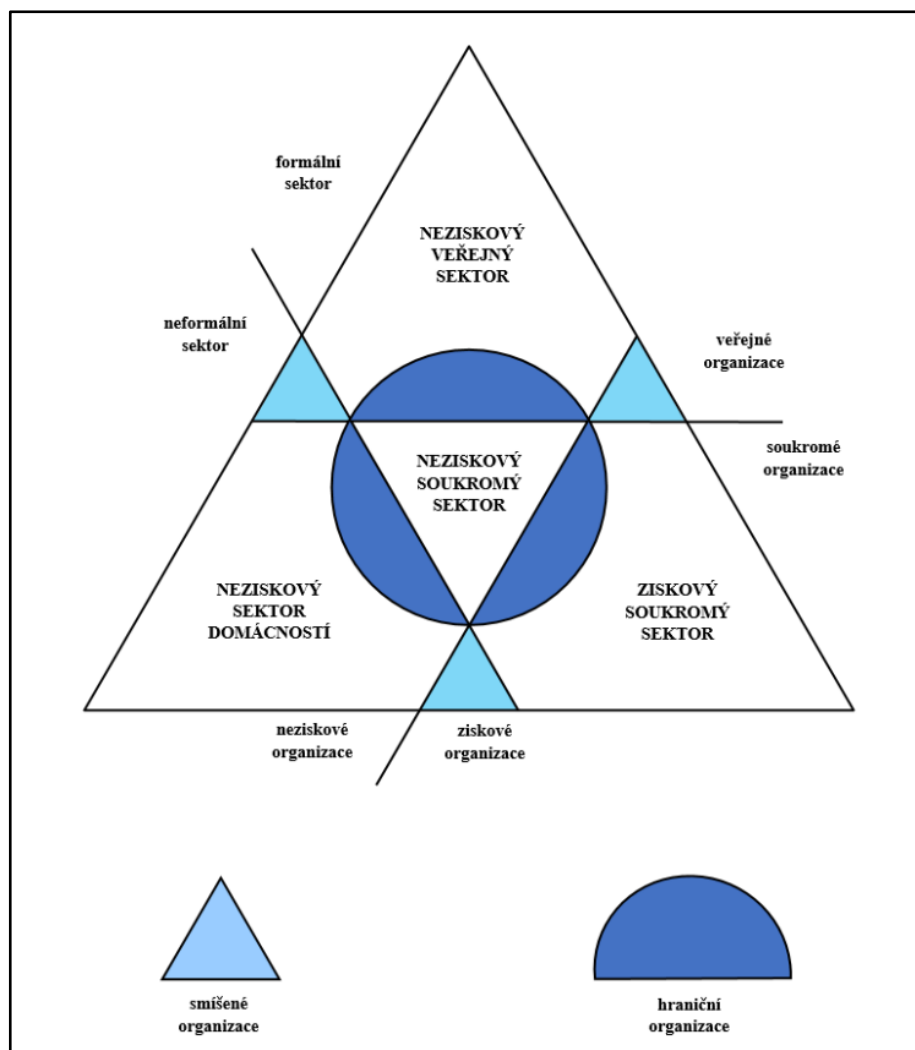 formální
sektor
NEZISKOVÝ
VEŘEJNÝ
SEKTOR
neformální
sektor
veřejné
organizace
soukromé
organizace
NEZISKOVÝ
SOUKROMÝ
SEKTOR
NEZISKOVÝ
SEKTOR
DOMÁCNOSTÍ
ZISKOVÝ
SOUKROMÝ
SEKTOR
neziskové
organizace
ziskové
organizace
smíšené
organizace
hraniční
organizace